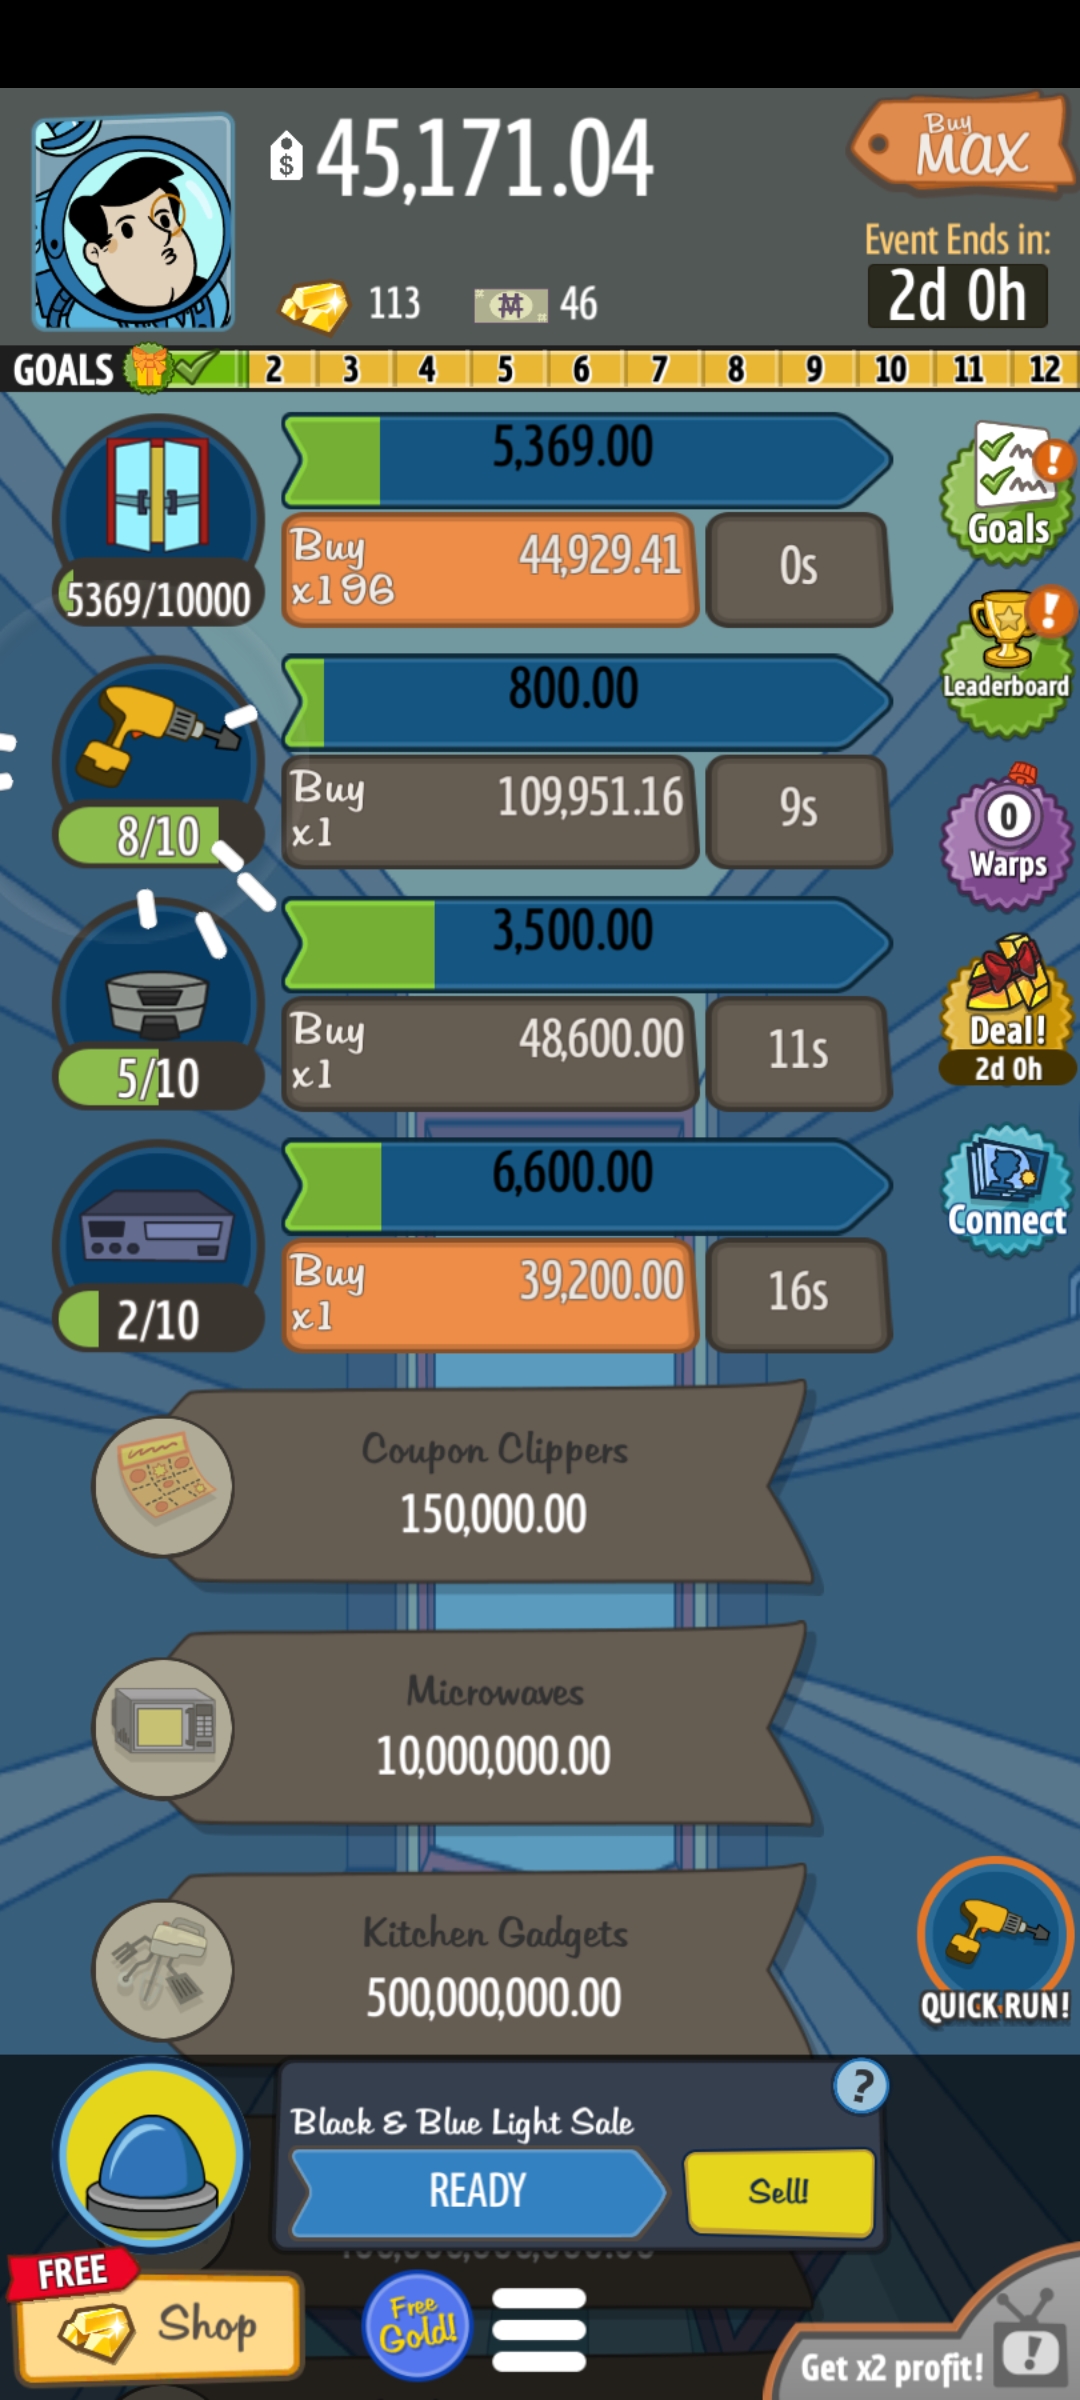 $ 45,171.04
Buy
MAX
Event Ends in:
2d 0h
113
46
GOALS 2 3 4 5 6 7 8 9 10 11 12
5,369.00
Buy
x196
44,929.41
0s
5369/10000
Goals
!
800.00
Buy
x1
109,951.16
9s
8/10
Leaderboard
!
3,500.00
Buy
x1
48,600.00
11s
5/10
0
Warps
6,600.00
Buy
x1
39,200.00
16s
2/10
Deal!
2d 0h
Connect
Coupon Clippers
150,000.00
Microwaves
10,000,000.00
Kitchen Gadgets
500,000,000.00
QUICK RUN!
Black & Blue Light Sale
?
READY
Sell!
FREE
Shop
Free
Gold!
Get x2 profit!
!